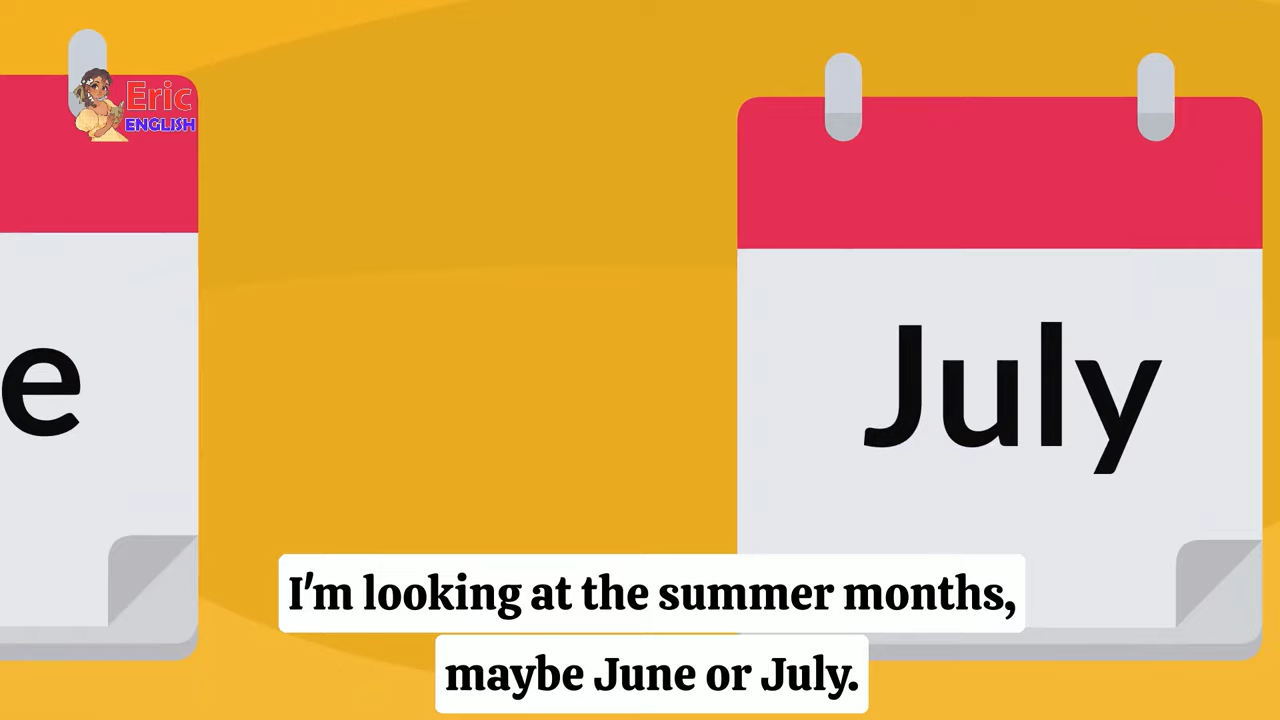 Eric
ENGLISH
e
July
I'm looking at the summer months,
maybe June or July.